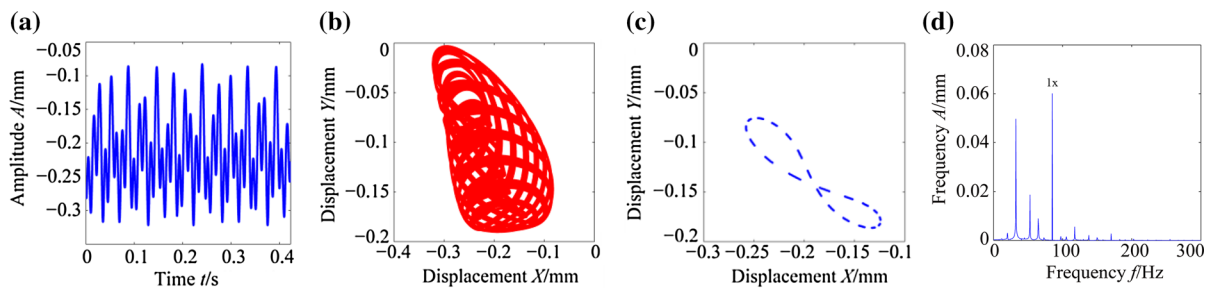 (a)
Amplitude A/mm
−0.05
−0.1
−0.15
−0.2
−0.25
−0.3
0 0.1 0.2 0.3 0.4
Time t/s
(b)
Displacement Y/mm
0
−0.05
−0.1
−0.15
−0.2
−0.4 −0.3 −0.2 −0.1 0
Displacement X/mm
(c)
Displacement Y/mm
0
−0.05
−0.1
−0.15
−0.2
−0.3 −0.25 −0.2 −0.15 −0.1
Displacement X/mm
(d)
Frequency A/mm
0.08
0.06
0.04
0.02
0
1x
0 100 200 300
Frequency f/Hz